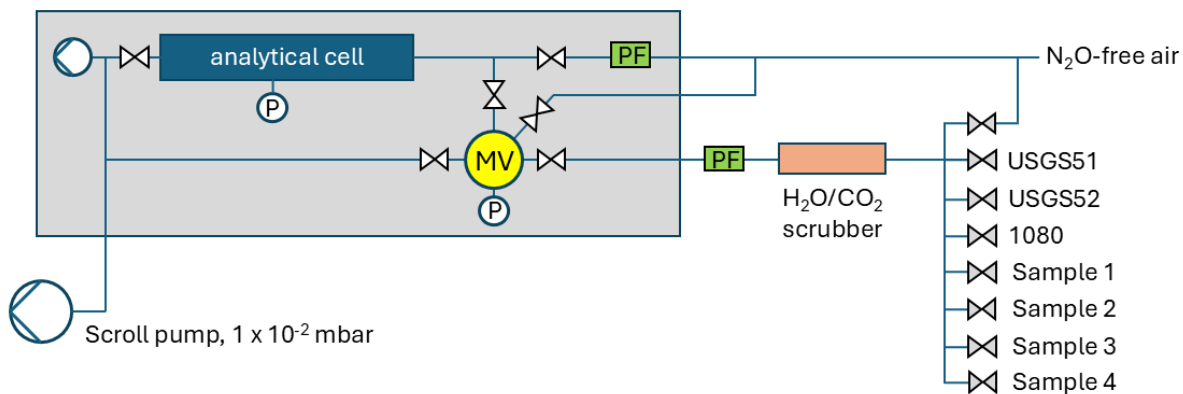 analytical cell
PF
N₂O-free air
P
MV
PF
USGS51
H₂O/CO₂
scrubber
USGS52
P
1080
Sample 1
Sample 2
Scroll pump, 1 x 10⁻² mbar
Sample 3
Sample 4